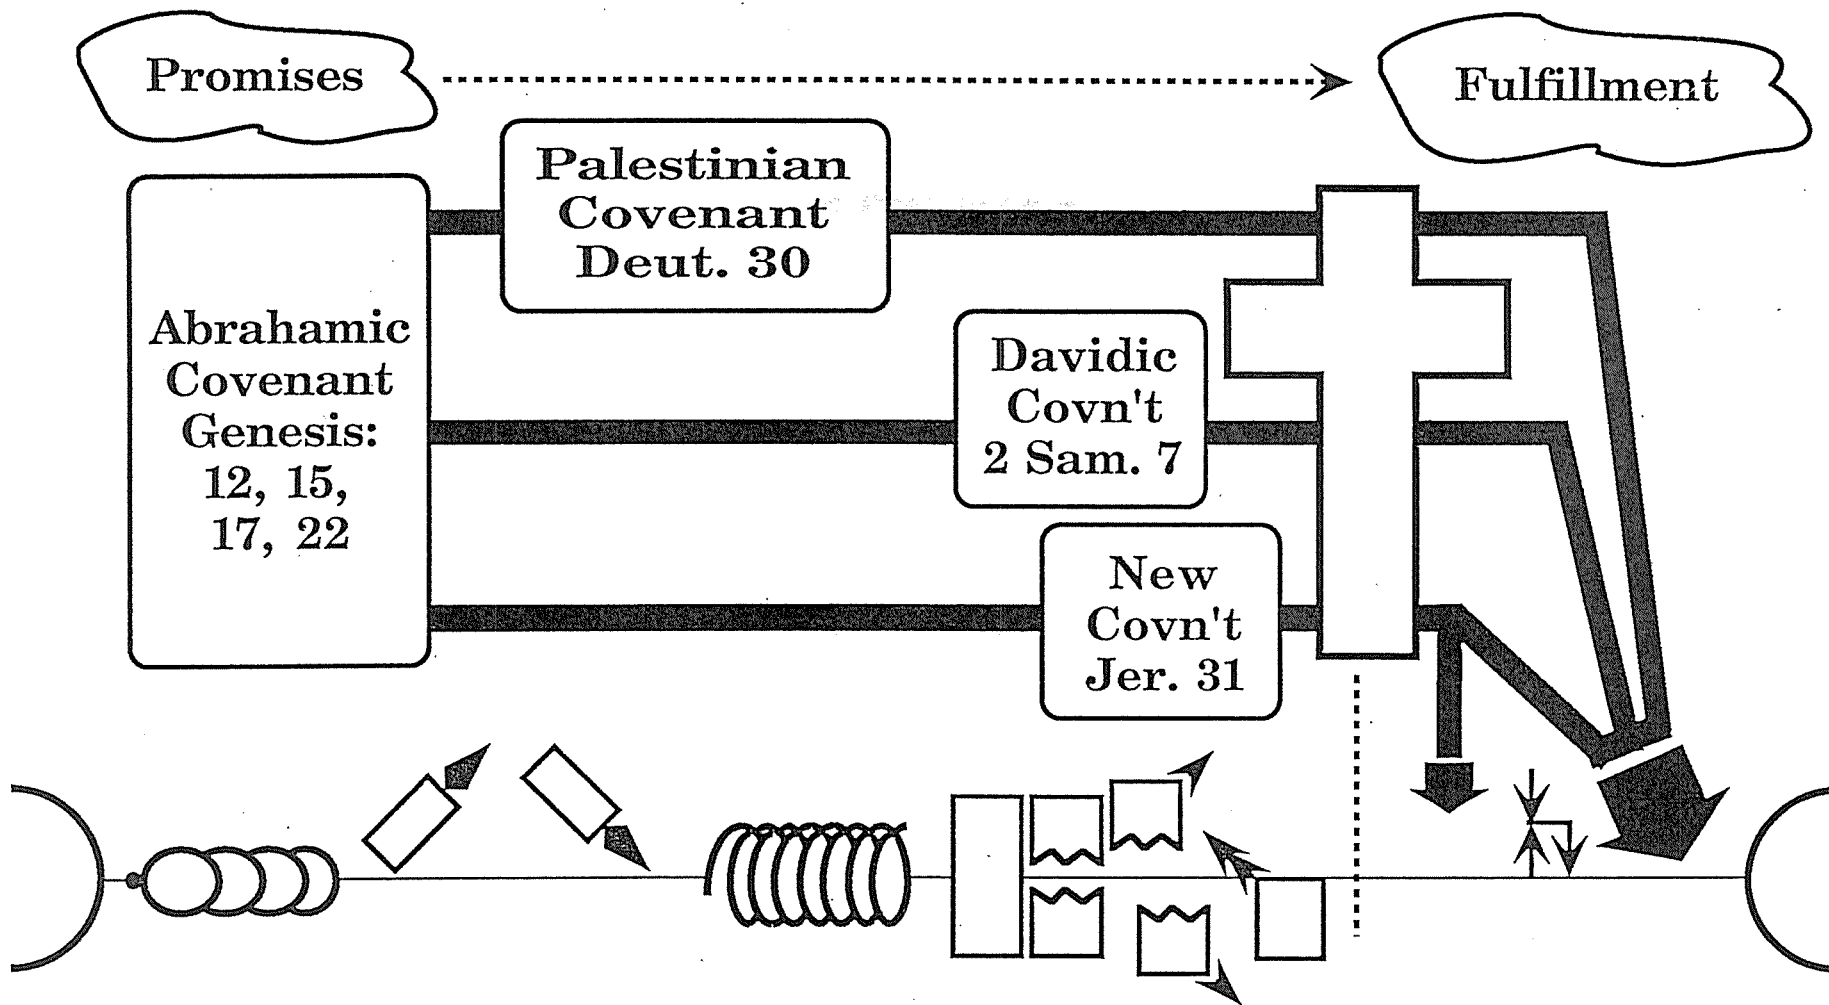 Promises
Fulfillment
Palestinian
Covenant
Deut. 30
Abrahamic
Covenant
Genesis:
12, 15,
17, 22
Davidic
Covn't
2 Sam. 7
New
Covn't
Jer. 31